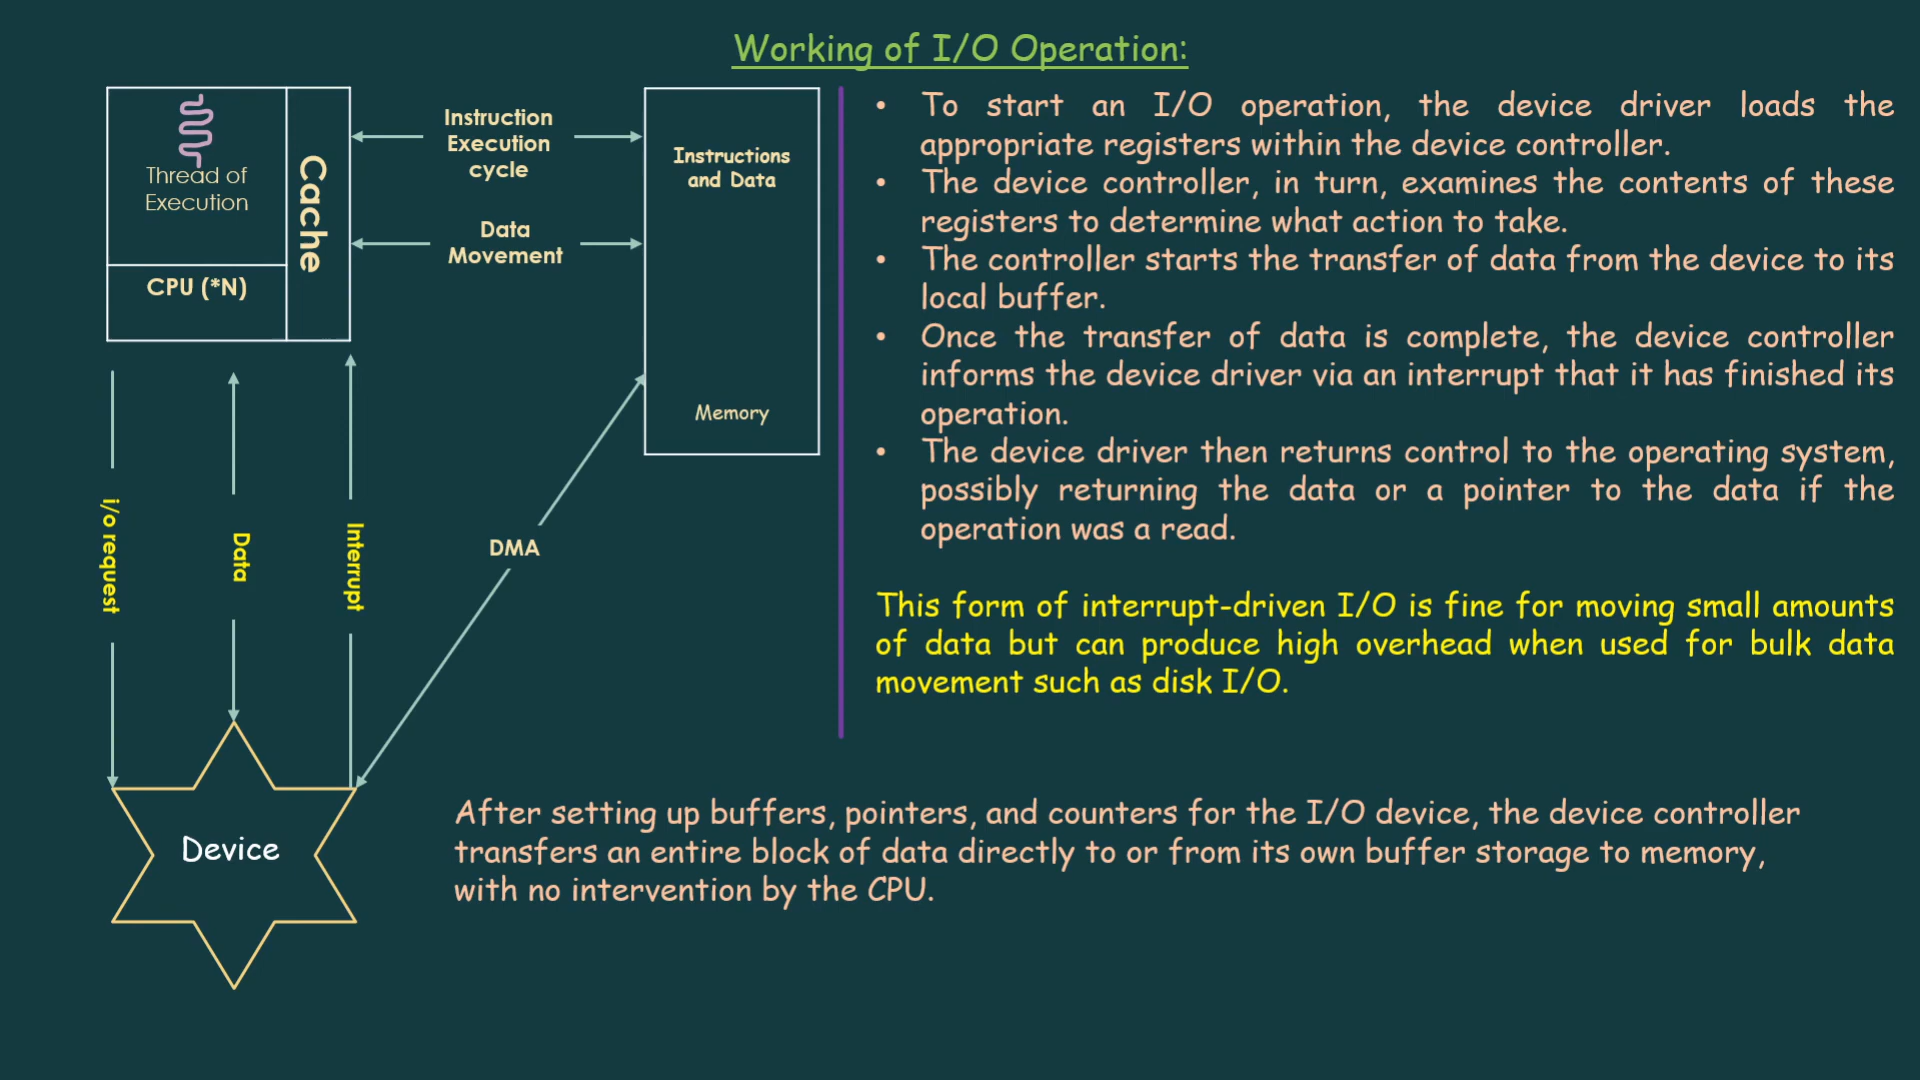 Working of I/O Operation:
Thread of
Execution
CPU (*N)
Cache
Instruction
Execution
cycle
Data
Movement
Instructions
and Data
Memory
i/o request
Data
Interrupt
DMA
Device
• To start an I/O operation, the device driver loads the
appropriate registers within the device controller.
• The device controller, in turn, examines the contents of these
registers to determine what action to take.
• The controller starts the transfer of data from the device to its
local buffer.
• Once the transfer of data is complete, the device controller
informs the device driver via an interrupt that it has finished its
operation.
• The device driver then returns control to the operating system,
possibly returning the data or a pointer to the data if the
operation was a read.
This form of interrupt-driven I/O is fine for moving small amounts
of data but can produce high overhead when used for bulk data
movement such as disk I/O.
After setting up buffers, pointers, and counters for the I/O device, the device controller
transfers an entire block of data directly to or from its own buffer storage to memory,
with no intervention by the CPU.